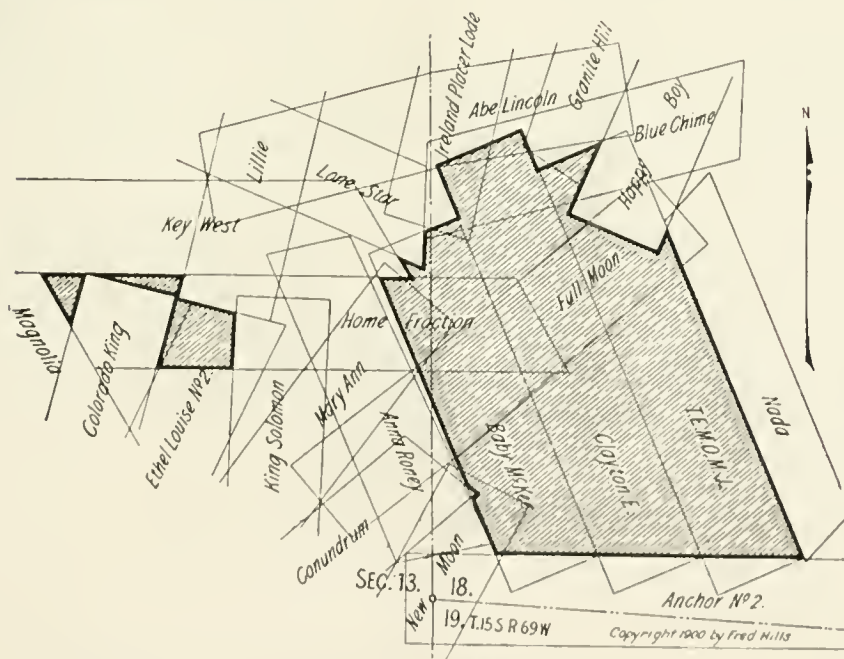 Ireland Placer Lode
Granite Hill
Abe Lincoln
Boy
Blue Chime
N
Lillie
Lone Star
Happy
Key West
Full Moon
Home Fraction
Magnolia
Colorado King
Ethel Louise No 2.
King Solomon
Mary Ann
Anna Roney
Baby McKee
Clayton E.
T.E.M.O.M.J.
Nada
Conundrum
New Moon
SEC. 13. 18.
Anchor No 2.
19. T.15 S R 69 W
Copyright 1900 by Fred Hills